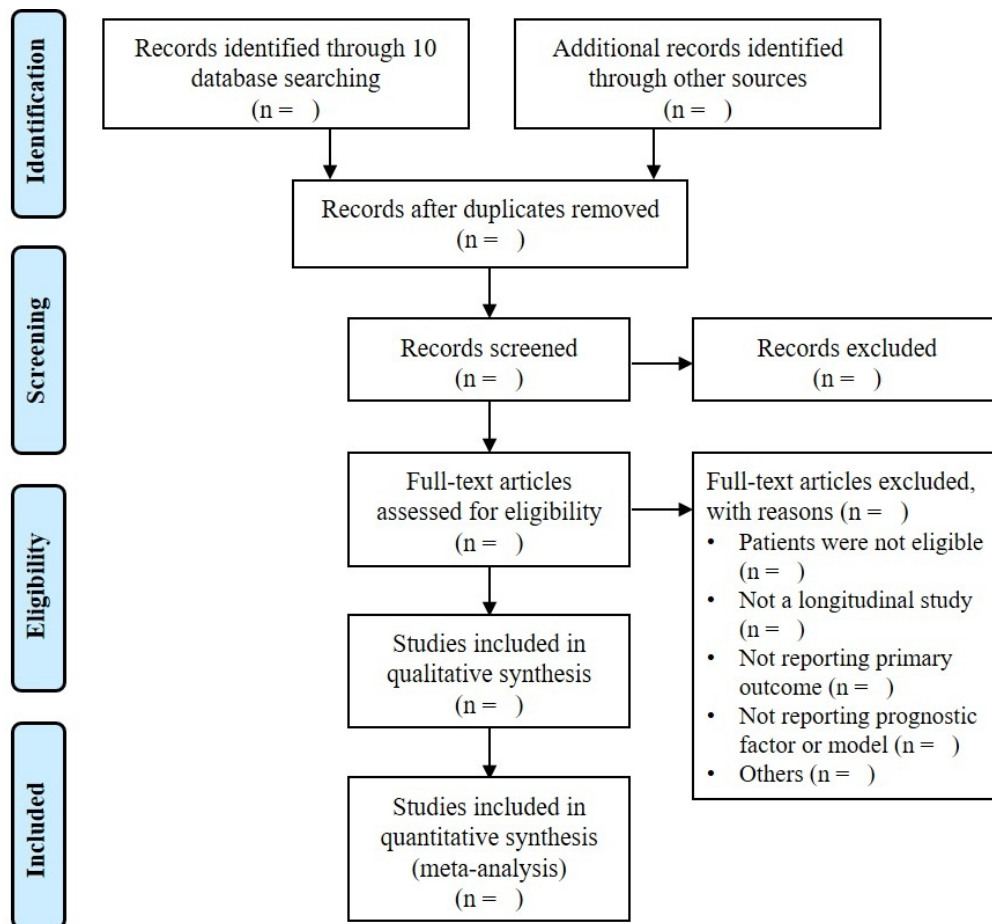 Identification
Records identified through 10
database searching
(n =   )
Additional records identified
through other sources
(n =   )
Records after duplicates removed
(n =   )
Screening
Records screened
(n =   )
Records excluded
(n =   )
Eligibility
Full-text articles
assessed for eligibility
(n =   )
Full-text articles excluded,
with reasons (n =   )
• Patients were not eligible
(n =   )
• Not a longitudinal study
(n =   )
• Not reporting primary
outcome (n =   )
• Not reporting prognostic
factor or model (n =   )
• Others (n =   )
Studies included in
qualitative synthesis
(n =   )
Included
Studies included in
quantitative synthesis
(meta-analysis)
(n =   )